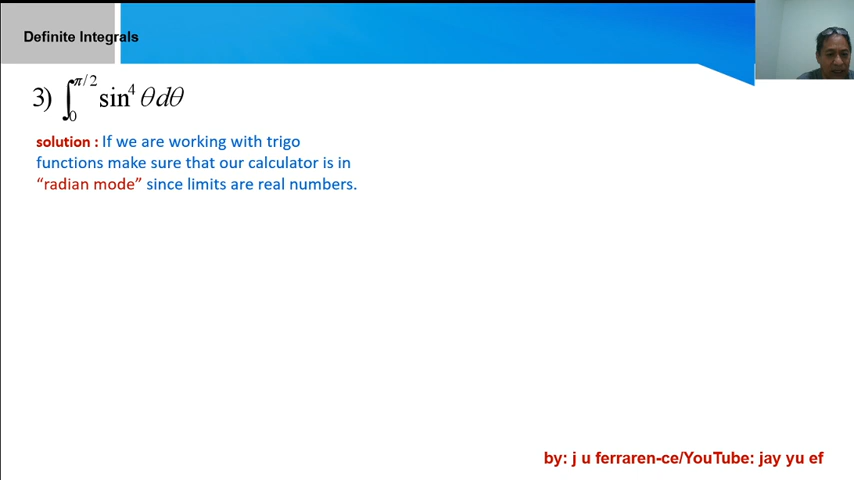 Definite Integrals
3) ∫₀^{π/2} sin⁴ θdθ
solution : If we are working with trigo
functions make sure that our calculator is in
“radian mode” since limits are real numbers.
by: j u ferraren-ce/YouTube: jay yu ef